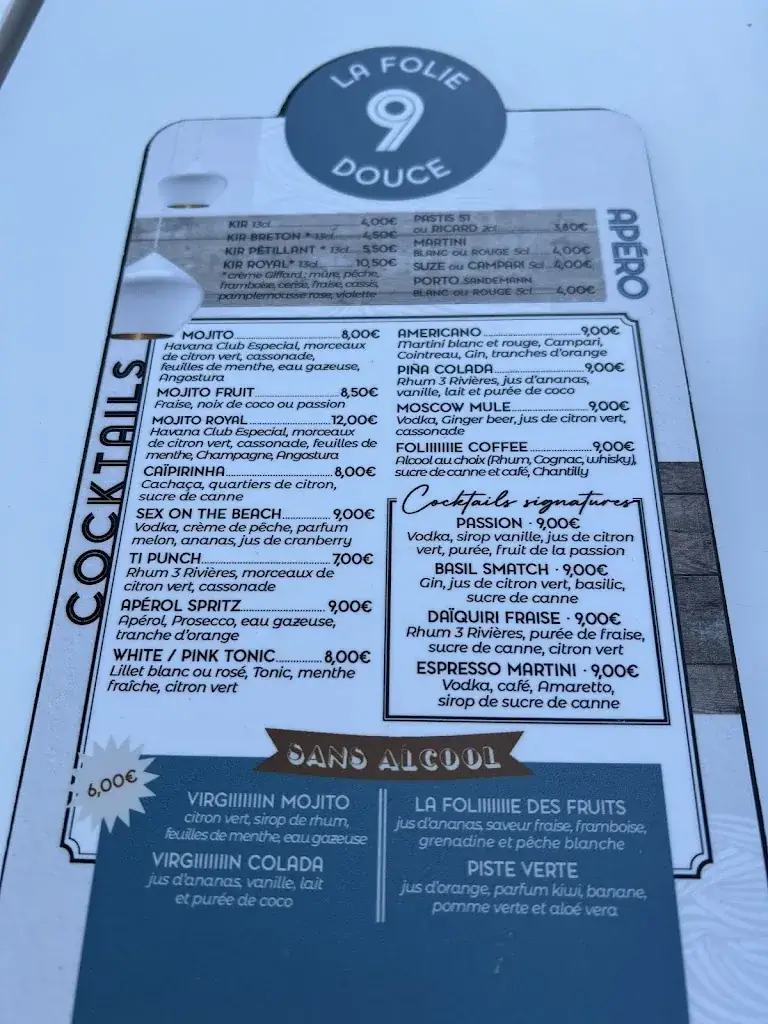 LA FOLIE
9
DOUCE
APÉRO
KIR 13cl 4,00€
KIR BRETON * 13cl 4,50€
KIR PÉTILLANT * 13cl 5,50€
KIR ROYAL* 13cl 10,50€
*crème Giffard : mûre, pêche,
framboise, cerise, fraise, cassis,
pamplemousse rose, violette
PASTIS 51
ou RICARD 2cl 3,80€
MARTINI
BLANC OU ROUGE 5cl 4,00€
SUZE ou CAMPARI 5cl 4,00€
PORTO SANDEMANN
BLANC OU ROUGE 5cl 4,00€
COCKTAILS
MOJITO 8,00€
Havana Club Especial, morceaux
de citron vert, cassonade,
feuilles de menthe, eau gazeuse,
Angostura
MOJITO FRUIT 8,50€
Fraise, noix de coco ou passion
MOJITO ROYAL 12,00€
Havana Club Especial, morceaux
de citron vert, cassonade, feuilles de
menthe, Champagne, Angostura
CAÏPIRINHA 8,00€
Cachaça, quartiers de citron,
sucre de canne
SEX ON THE BEACH 9,00€
Vodka, crème de pêche, parfum
melon, ananas, jus de cranberry
TI PUNCH 7,00€
Rhum 3 Rivières, morceaux de
citron vert, cassonade
APÉROL SPRITZ 9,00€
Apérol, Prosecco, eau gazeuse,
tranche d'orange
WHITE / PINK TONIC 8,00€
Lillet blanc ou rosé, Tonic, menthe
fraîche, citron vert
AMERICANO 9,00€
Martini blanc et rouge, Campari,
Cointreau, Gin, tranches d'orange
PIÑA COLADA 9,00€
Rhum 3 Rivières, jus d'ananas,
vanille, lait et purée de coco
MOSCOW MULE 9,00€
Vodka, Ginger beer, jus de citron vert,
cassonade
FOLIIIIIIIE COFFEE 9,00€
Alcool au choix (Rhum, Cognac, whisky),
sucre de canne et café, Chantilly
Cocktails signatures
PASSION · 9,00€
Vodka, sirop vanille, jus de citron
vert, purée, fruit de la passion
BASIL SMATCH · 9,00€
Gin, jus de citron vert, basilic,
sucre de canne
DAÏQUIRI FRAISE · 9,00€
Rhum 3 Rivières, purée de fraise,
sucre de canne, citron vert
ESPRESSO MARTINI · 9,00€
Vodka, café, Amaretto,
sirop de sucre de canne
SANS ALCOOL
6,00€
VIRGIIIIIIIN MOJITO
citron vert, sirop de rhum,
feuilles de menthe, eau gazeuse
VIRGIIIIIIIN COLADA
jus d'ananas, vanille, lait
et purée de coco
LA FOLIIIIIIIE DES FRUITS
jus d'ananas, saveur fraise, framboise,
grenadine et pêche blanche
PISTE VERTE
jus d'orange, parfum kiwi, banane,
pomme verte et aloé vera